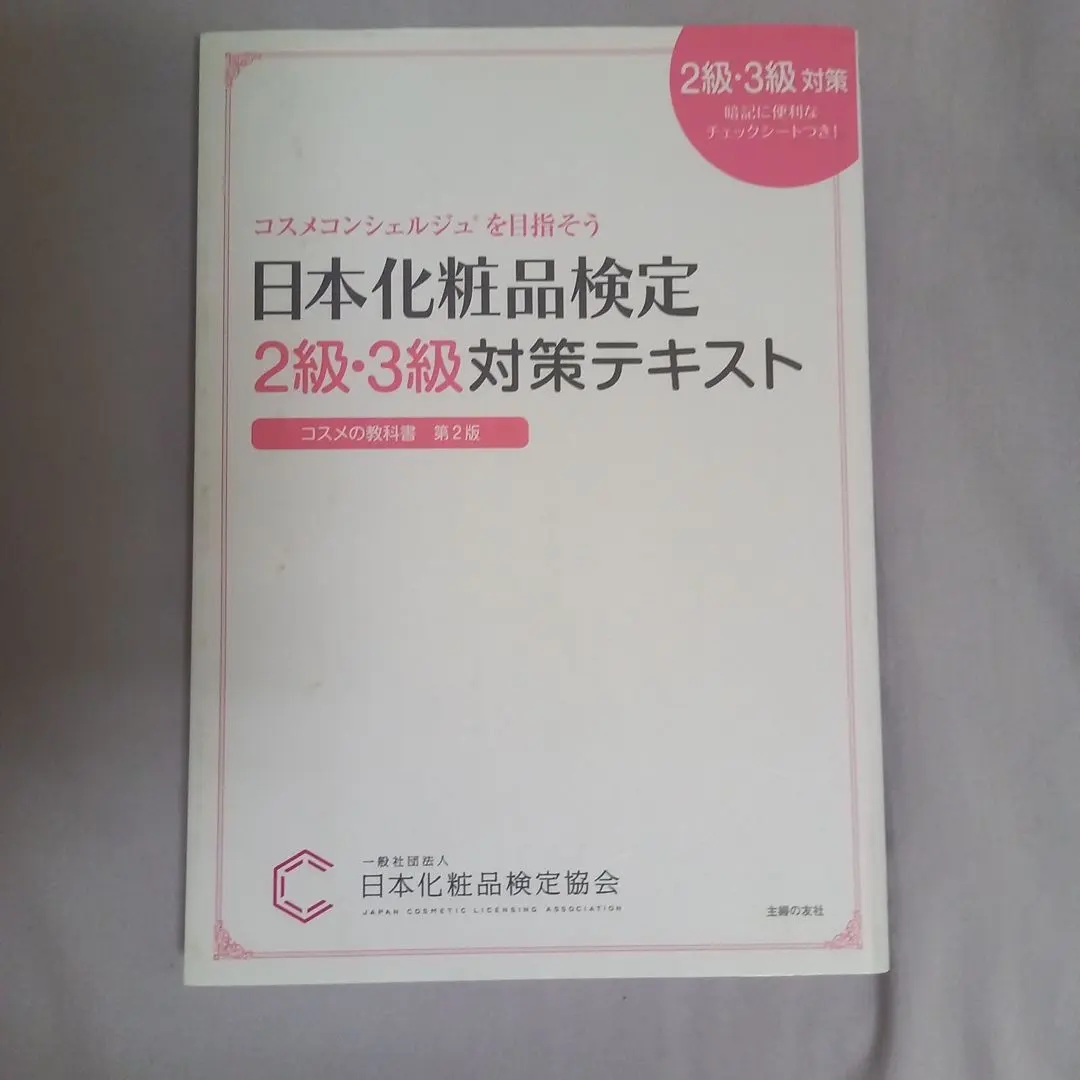 2級・3級 対策
暗記に便利な
チェックシートつき!
コスメコンシェルジュ®を目指そう
日本化粧品検定
2級・3級 対策テキスト
コスメの教科書 第2版
一般社団法人
日本化粧品検定協会
JAPAN COSMETIC LICENSING ASSOCIATION
主婦の友社